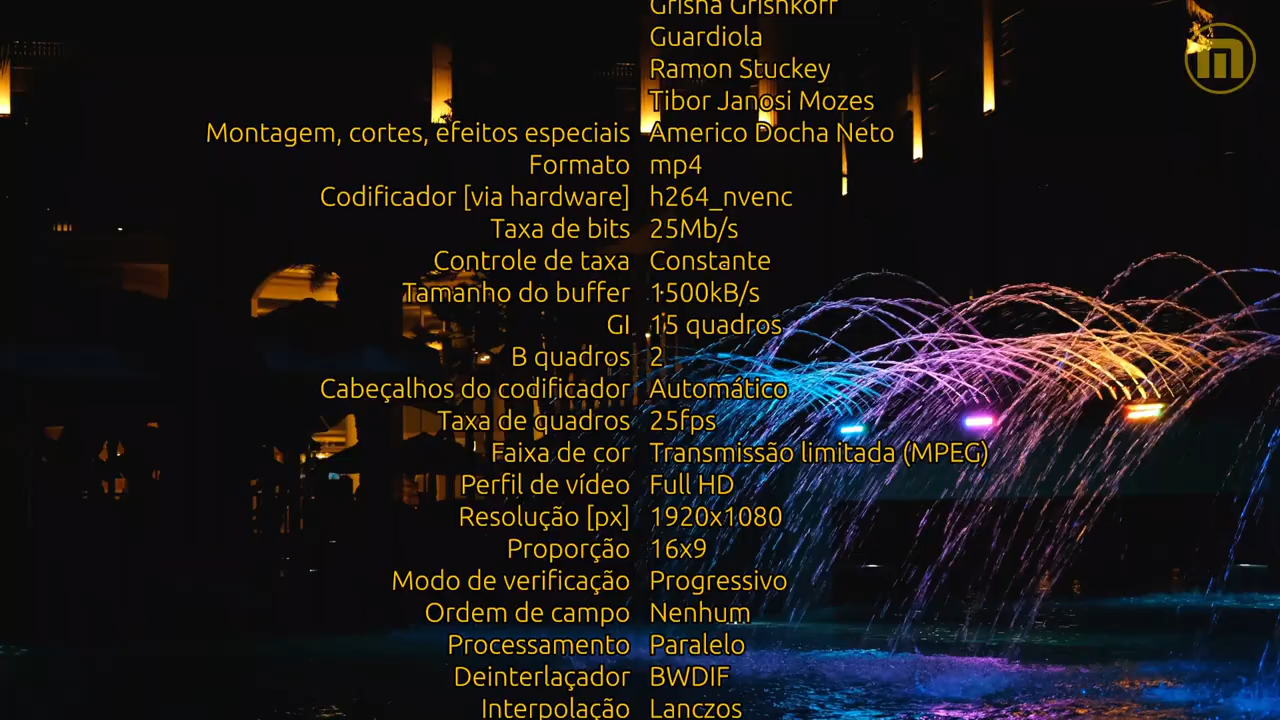 Grisha Grishkoff
Guardiola
Ramon Stuckey
Tibor Janosi Mozes
Montagem, cortes, efeitos especiais Americo Docha Neto
Formato mp4
Codificador [via hardware] h264_nvenc
Taxa de bits 25Mb/s
Controle de taxa Constante
Tamanho do buffer 1500kB/s
GI 15 quadros
B quadros 2
Cabeçalhos do codificador Automático
Taxa de quadros 25fps
Faixa de cor Transmissão limitada (MPEG)
Perfil de vídeo Full HD
Resolução [px] 1920x1080
Proporção 16x9
Modo de verificação Progressivo
Ordem de campo Nenhum
Processamento Paralelo
Deinterlaçador BWDIF
Interpolação Lanczos